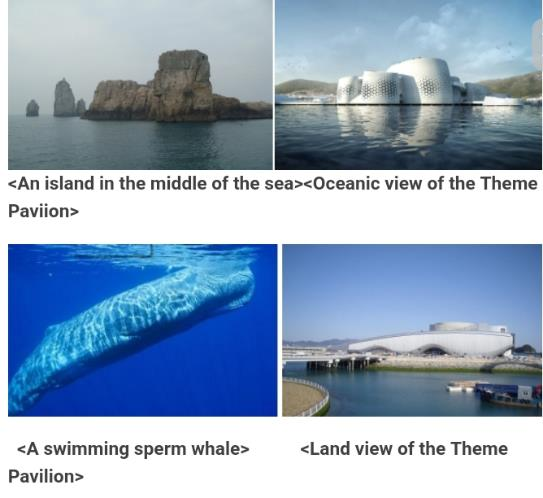 <An island in the middle of the sea><Oceanic view of the Theme
Paviion>
<A swimming sperm whale> <Land view of the Theme
Pavilion>